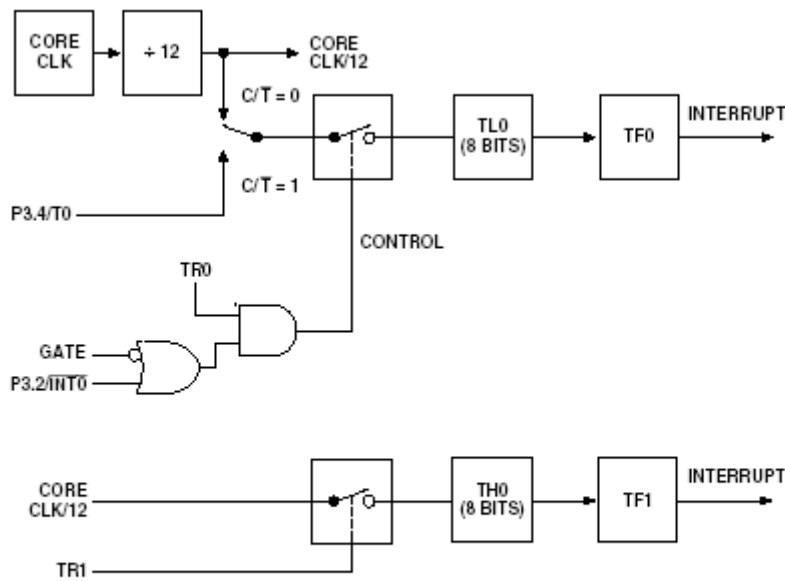 CORE
CLK
÷ 12
CORE
CLK/12
C/T = 0
TL0
(8 BITS)
TF0
INTERRUPT
C/T = 1
P3.4/T0
CONTROL
TR0
GATE
P3.2/INT0
CORE
CLK/12
TH0
(8 BITS)
TF1
INTERRUPT
TR1